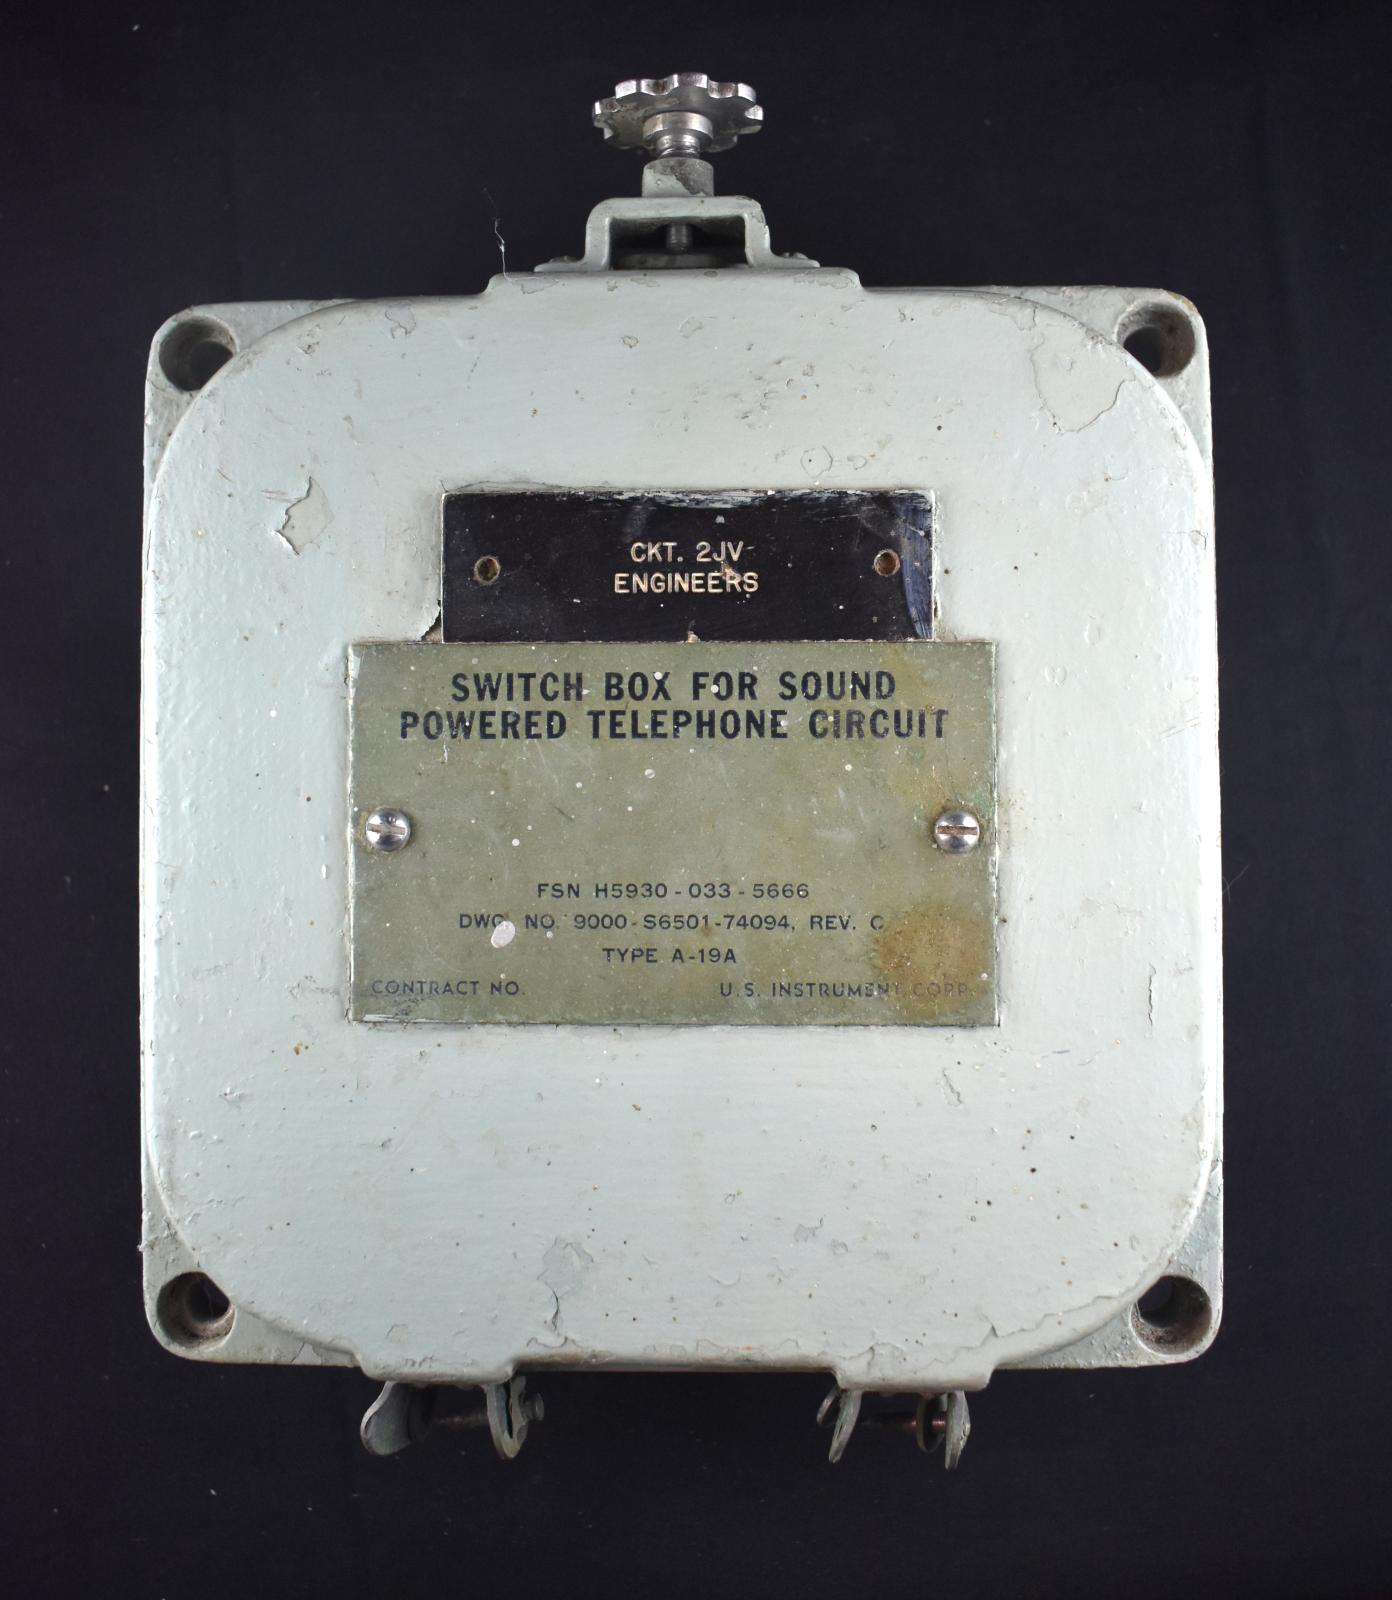 CKT. 2JV
ENGINEERS
SWITCH BOX FOR SOUND
POWERED TELEPHONE CIRCUIT
FSN H5930-033-5666
DWG NO. 9000-S6501-74094, REV. C
TYPE A-19A
CONTRACT NO.
U.S. INSTRUMENT CORP.